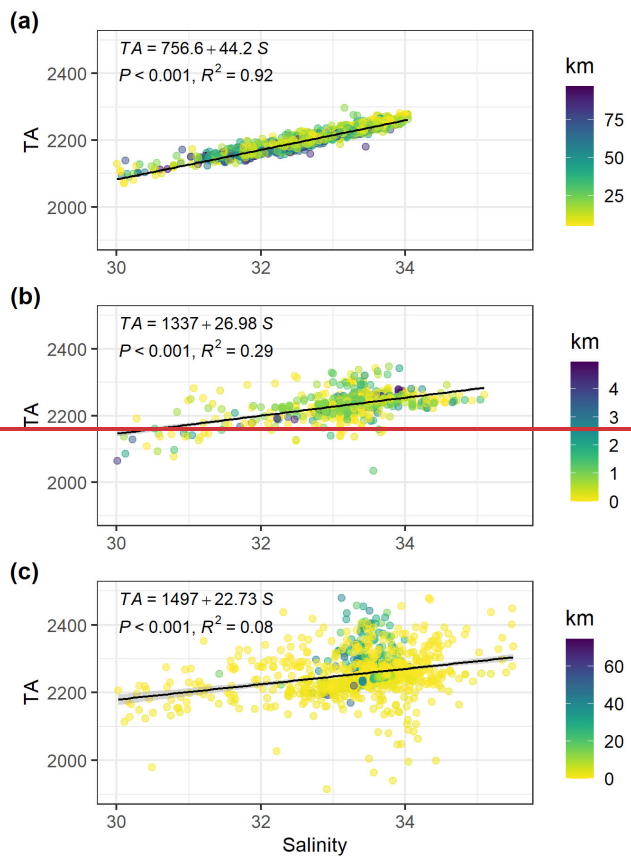 (a)
TA = 756.6 + 44.2 S
P < 0.001, R² = 0.92
TA
2400
2200
2000
30 32 34
km
75
50
25
(b)
TA = 1337 + 26.98 S
P < 0.001, R² = 0.29
TA
2400
2200
2000
30 32 34
km
4
3
2
1
0
(c)
TA = 1497 + 22.73 S
P < 0.001, R² = 0.08
TA
2400
2200
2000
30 32 34
Salinity
km
60
40
20
0